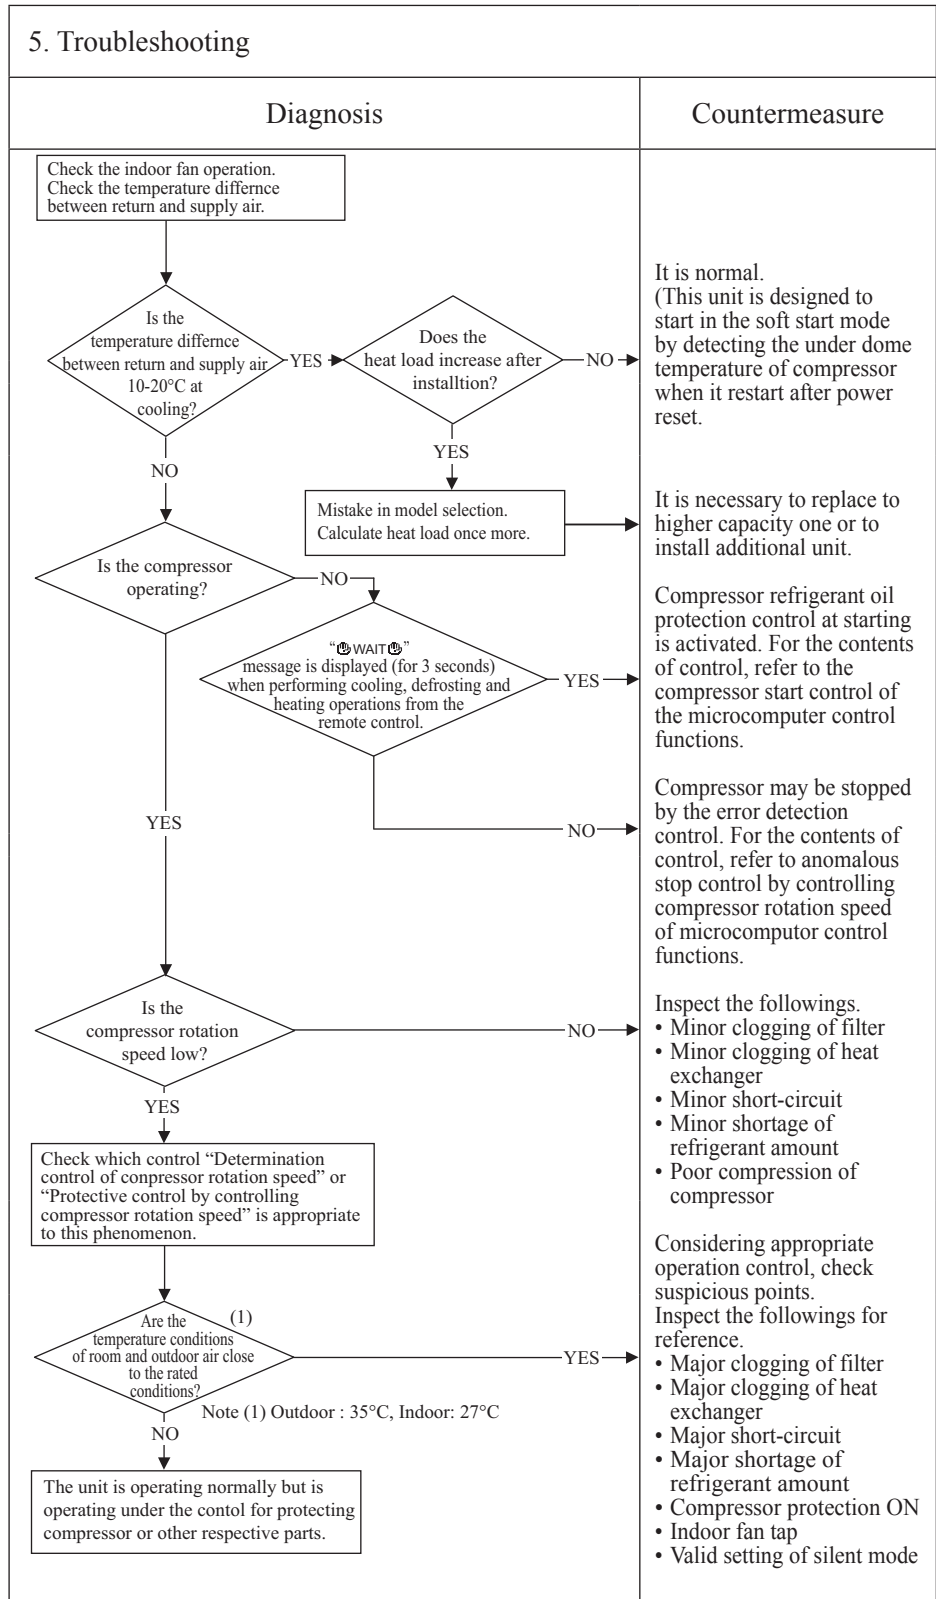 5. Troubleshooting
Diagnosis
Countermeasure
Check the indoor fan operation.
Check the temperature differnce
between return and supply air.
Is the
temperature differnce
between return and supply air
10-20°C at
cooling?
YES
Does the
heat load increase after
installtion?
NO
It is normal.
(This unit is designed to
start in the soft start mode
by detecting the under dome
temperature of compressor
when it restart after power
reset.
YES
NO
Mistake in model selection.
Calculate heat load once more.
It is necessary to replace to
higher capacity one or to
install additional unit.
Is the compressor
operating?
NO
“WAIT”
message is displayed (for 3 seconds)
when performing cooling, defrosting and
heating operations from the
remote control.
YES
Compressor refrigerant oil
protection control at starting
is activated. For the contents
of control, refer to the
compressor start control of
the microcomputer control
functions.
YES
NO
Compressor may be stopped
by the error detection
control. For the contents of
control, refer to anomalous
stop control by controlling
compressor rotation speed
of microcomputor control
functions.
Is the
compressor rotation
speed low?
NO
Inspect the followings.
• Minor clogging of filter
• Minor clogging of heat
exchanger
• Minor short-circuit
• Minor shortage of
refrigerant amount
• Poor compression of
compressor
YES
Check which control “Determination
control of conpressor rotation speed” or
“Protective control by controlling
compressor rotation speed” is appropriate
to this phenomenon.
(1)
Are the
temperature conditions
of room and outdoor air close
to the rated
conditions?
YES
Note (1) Outdoor : 35°C, Indoor: 27°C
Considering appropriate
operation control, check
suspicious points.
Inspect the followings for
reference.
• Major clogging of filter
• Major clogging of heat
exchanger
• Major short-circuit
• Major shortage of
refrigerant amount
• Compressor protection ON
• Indoor fan tap
• Valid setting of silent mode
NO
The unit is operating normally but is
operating under the contol for protecting
compressor or other respective parts.